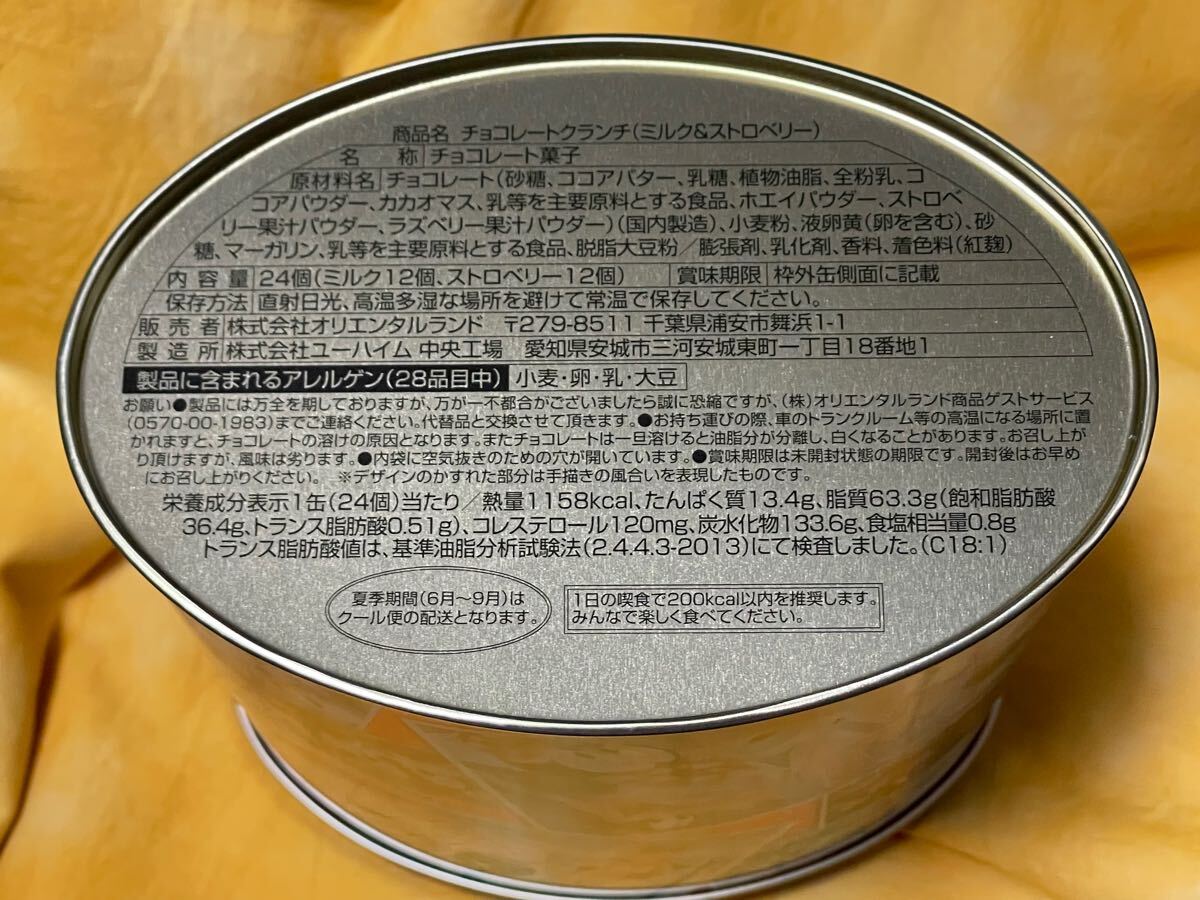 商品名 チョコレートクランチ(ミルク&ストロベリー)
名 称 チョコレート菓子
原材料名 チョコレート(砂糖、ココアバター、乳糖、植物油脂、全粉乳、コ
コアパウダー、カカオマス、乳等を主要原料とする食品、ホエイパウダー、ストロベ
リー果汁パウダー、ラズベリー果汁パウダー)(国内製造)、小麦粉、液卵黄(卵を含む)、砂
糖、マーガリン、乳等を主要原料とする食品、脱脂大豆粉/膨張剤、乳化剤、香料、着色料(紅麹)
内 容 量 24個(ミルク12個、ストロベリー12個) 賞味期限 枠外缶側面に記載
保存方法 直射日光、高温多湿な場所を避けて常温で保存してください。
販 売 者 株式会社オリエンタルランド 〒279-8511 千葉県浦安市舞浜1-1
製 造 所 株式会社ユーハイム 中央工場 愛知県安城市三河安城東町一丁目18番地1
製品に含まれるアレルゲン(28品目中) 小麦・卵・乳・大豆
お願い●製品には万全を期しておりますが、万が一不都合がございましたら誠に恐縮ですが、(株)オリエンタルランド商品ゲストサービス
(0570-00-1983)までご連絡ください。代替品と交換させて頂きます。●お持ち運びの際、車のトランクルーム等の高温になる場所に置
かれますと、チョコレートの溶けの原因となります。またチョコレートは一旦溶けると油脂分が分離し、白くなることがあります。お召し上が
り頂けますが、風味は劣ります。●内袋に空気抜きのための穴が開いています。●賞味期限は未開封状態の期限です。開封後はお早め
にお召し上がりください。 ※デザインのかすれた部分は手描きの風合いを表現したものです。
栄養成分表示1缶(24個)当たり/熱量1158kcal、たんぱく質13.4g、脂質63.3g(飽和脂肪酸
36.4g、トランス脂肪酸0.51g)、コレステロール120mg、炭水化物133.6g、食塩相当量0.8g
トランス脂肪酸値は、基準油脂分析試験法(2.4.4.3-2013)にて検査しました。(C18:1)
夏季期間(6月〜9月)は
クール便の配送となります。
1日の喫食で200kcal以内を推奨します。
みんなで楽しく食べてください。